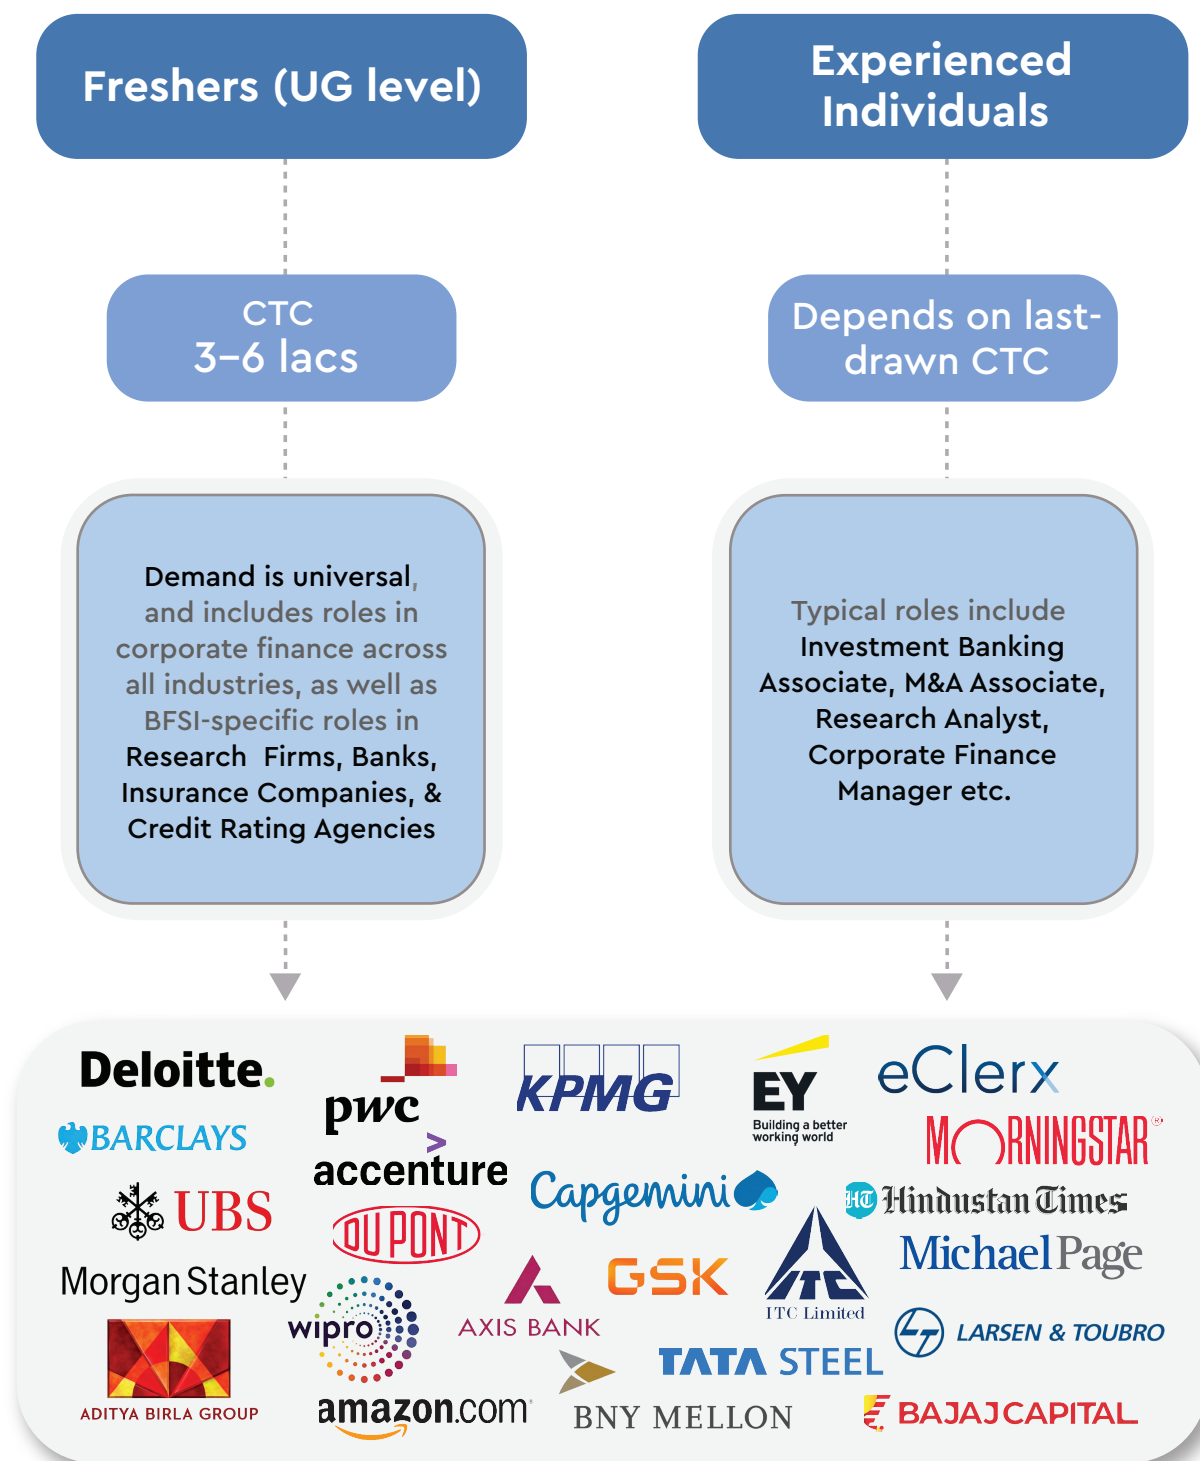 Freshers (UG level)
CTC
3–6 lacs
Demand is universal,
and includes roles in
corporate finance across
all industries, as well as
BFSI-specific roles in
Research Firms, Banks,
Insurance Companies, &
Credit Rating Agencies
Experienced
Individuals
Depends on last-
drawn CTC
Typical roles include
Investment Banking
Associate, M&A Associate,
Research Analyst,
Corporate Finance
Manager etc.
Deloitte.
pwc
KPMG
EY
Building a better
working world
eClerx
BARCLAYS
accenture
MORNINGSTAR®
UBS
DUPONT
Capgemini
HT Hindustan Times
Morgan Stanley
GSK
ITC
ITC Limited
Michael Page
wipro
AXIS BANK
LARSEN & TOUBRO
ADITYA BIRLA GROUP
TATA STEEL
amazon.com
BNY MELLON
BAJAJ CAPITAL